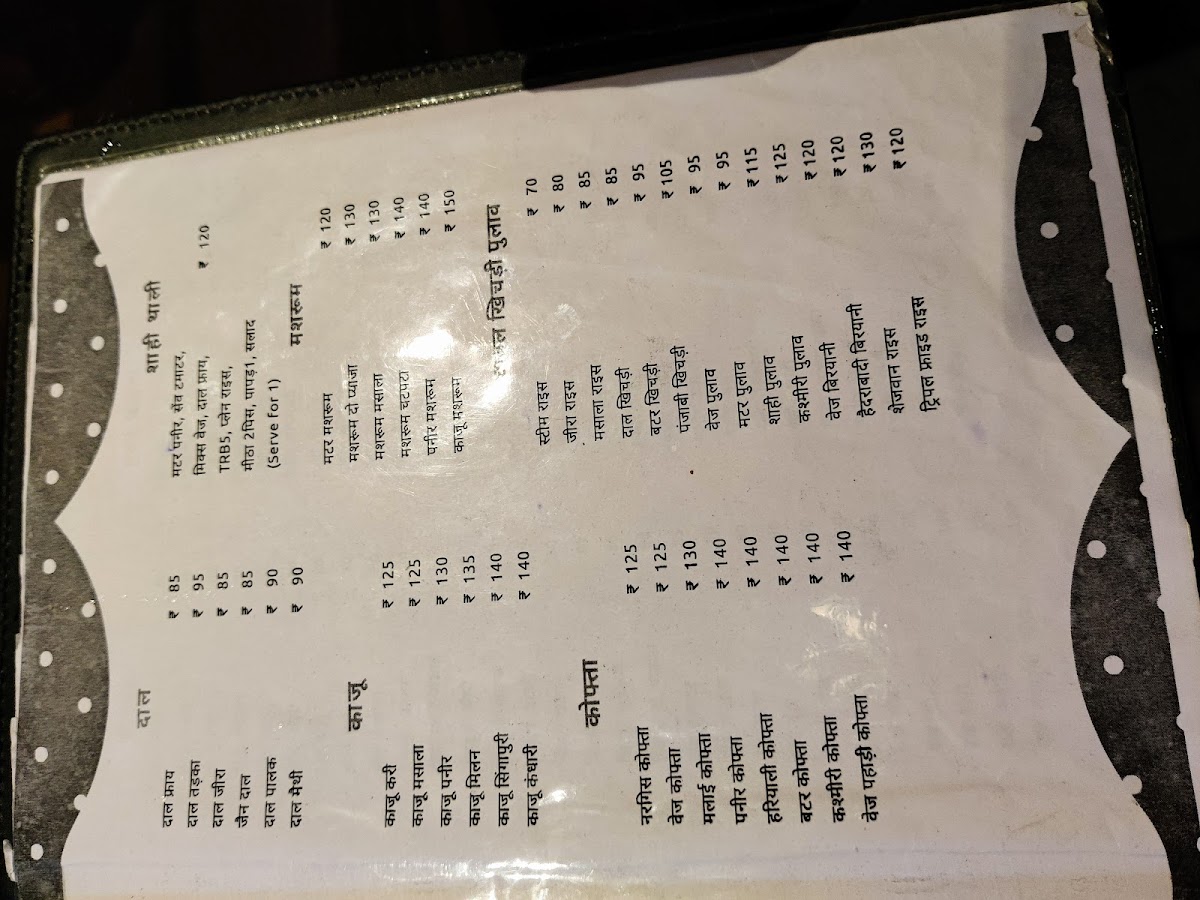 दाल
दाल फ्राय ₹ 85
दाल तड़का ₹ 95
दाल जीरा ₹ 85
जैन दाल ₹ 85
दाल पालक ₹ 90
दाल मैथी ₹ 90
काजू
काजू करी ₹ 125
काजू मसाला ₹ 125
काजू पनीर ₹ 130
काजू मिलन ₹ 135
काजू सिंगापुरी ₹ 140
काजू कंधारी ₹ 140
कोफ्ता
नरगिस कोफ्ता ₹ 125
वेज कोफ्ता ₹ 125
मलाई कोफ्ता ₹ 130
पनीर कोफ्ता ₹ 140
हरियाली कोफ्ता ₹ 140
बटर कोफ्ता ₹ 140
कश्मीरी कोफ्ता ₹ 140
वेज पहाड़ी कोफ्ता ₹ 140
शाही थाली
मटर पनीर, सेव टमाटर,
मिक्स वेज, दाल फ्राय, ₹ 120
TRB5, प्लेन राइस,
मीठा 2पिस, पापड़1, सलाद
(Serve for 1)
मशरूम
मटर मशरूम ₹ 120
मशरूम दो प्याजा ₹ 130
मशरूम मसाला ₹ 130
मशरूम चटपटा ₹ 140
पनीर मशरूम ₹ 140
काजू मशरूम ₹ 150
खिचड़ी पुलाव
स्टीम राइस ₹ 70
जीरा राइस ₹ 80
मसाला राइस ₹ 85
दाल खिचड़ी ₹ 85
बटर खिचड़ी ₹ 95
पंजाबी खिचड़ी ₹ 105
वेज पुलाव ₹ 95
मटर पुलाव ₹ 95
शाही पुलाव ₹ 115
कश्मीरी पुलाव ₹ 125
वेज बिरयानी ₹ 120
हैदराबादी बिरयानी ₹ 120
शेजवान राइस ₹ 130
ट्रिपल फ्राइड राइस ₹ 120